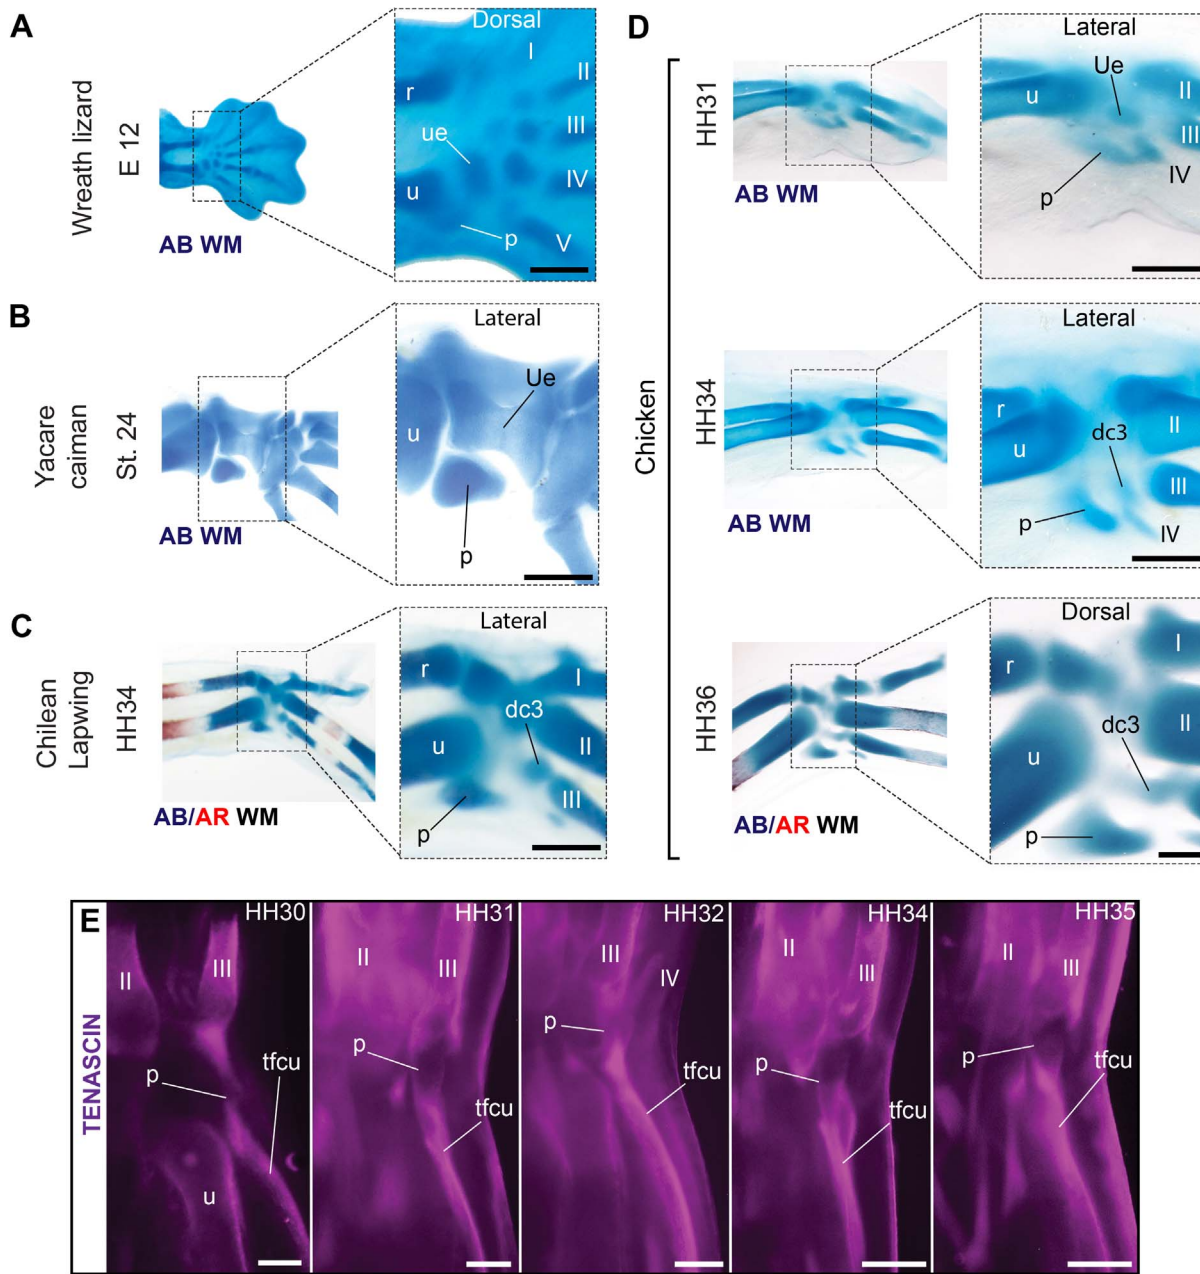 A
Wreath lizard
E 12
AB WM
Dorsal
I
II
r
III
ue
IV
u
p
V
B
Yacare
caiman
St. 24
AB WM
Lateral
Ue
u
p
C
Chilean
Lapwing
HH34
AB/AR WM
Lateral
r
I
dc3
u
II
III
p
D
Chicken
HH31
AB WM
Lateral
Ue
II
u
III
IV
p
HH34
AB WM
Lateral
r
II
dc3
u
III
p
IV
HH36
AB/AR WM
Dorsal
I
r
dc3
II
u
p
E
TENASCIN
HH30
II
III
p
tfcu
u
HH31
II
III
p
tfcu
HH32
III
IV
p
tfcu
HH34
II
III
p
tfcu
HH35
II
III
p
tfcu